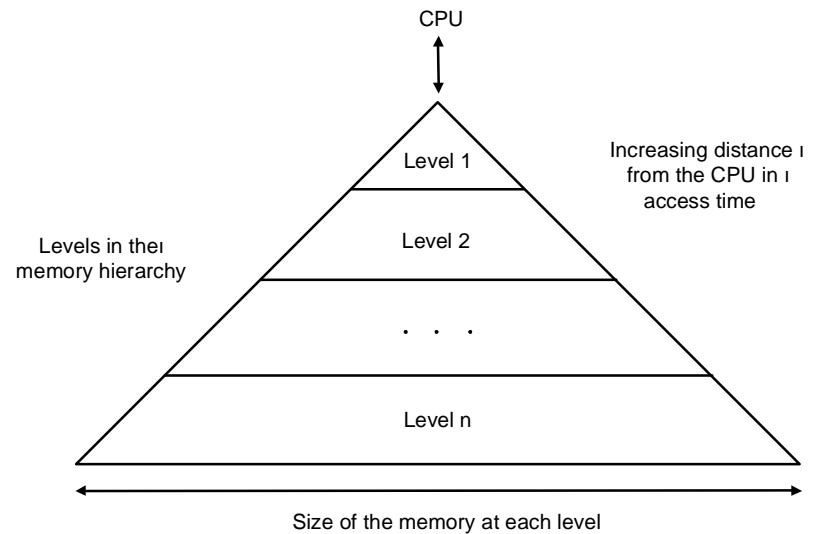 CPU
Level 1
Increasing distance ı
from the CPU in ı
access time
Level 2
Levels in theı
memory hierarchy
. . .
Level n
Size of the memory at each level